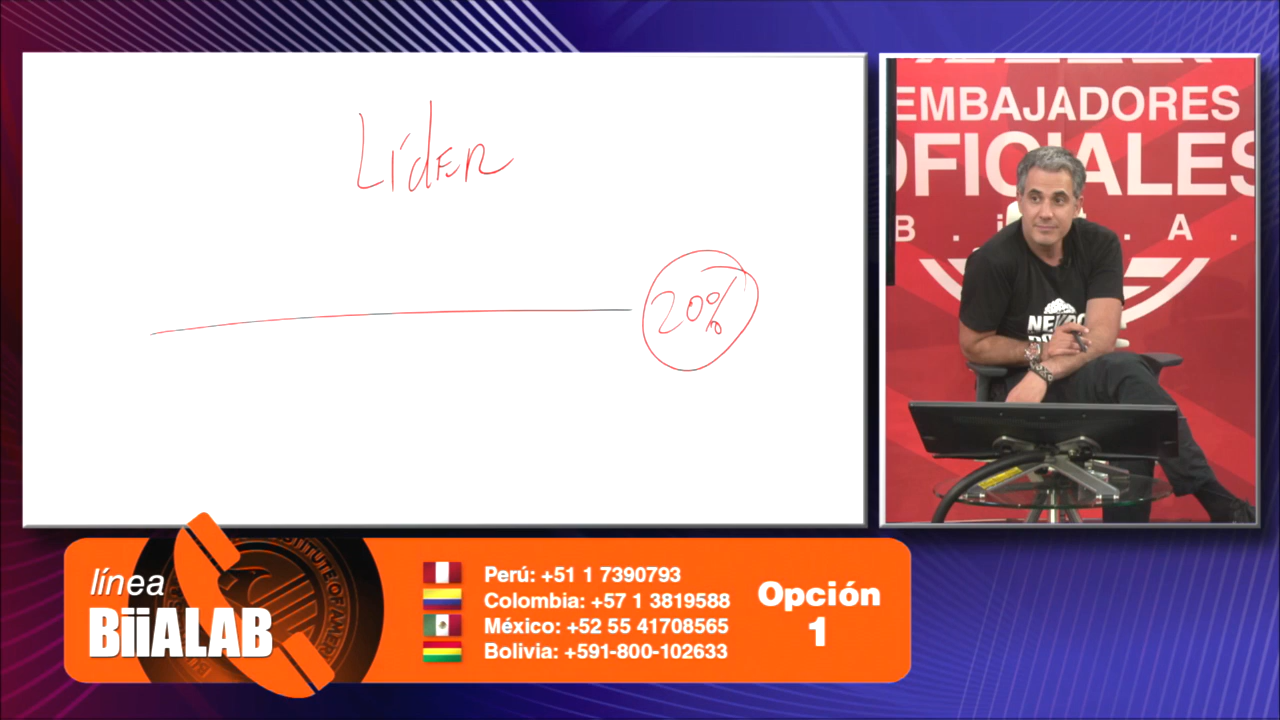 Líder
20%
EMBAJADORES
OFICIALES
B . i . A .
línea
BiiALAB
Perú: +51 1 7390793
Colombia: +57 1 3819588
México: +52 55 41708565
Bolivia: +591-800-102633
Opción
1